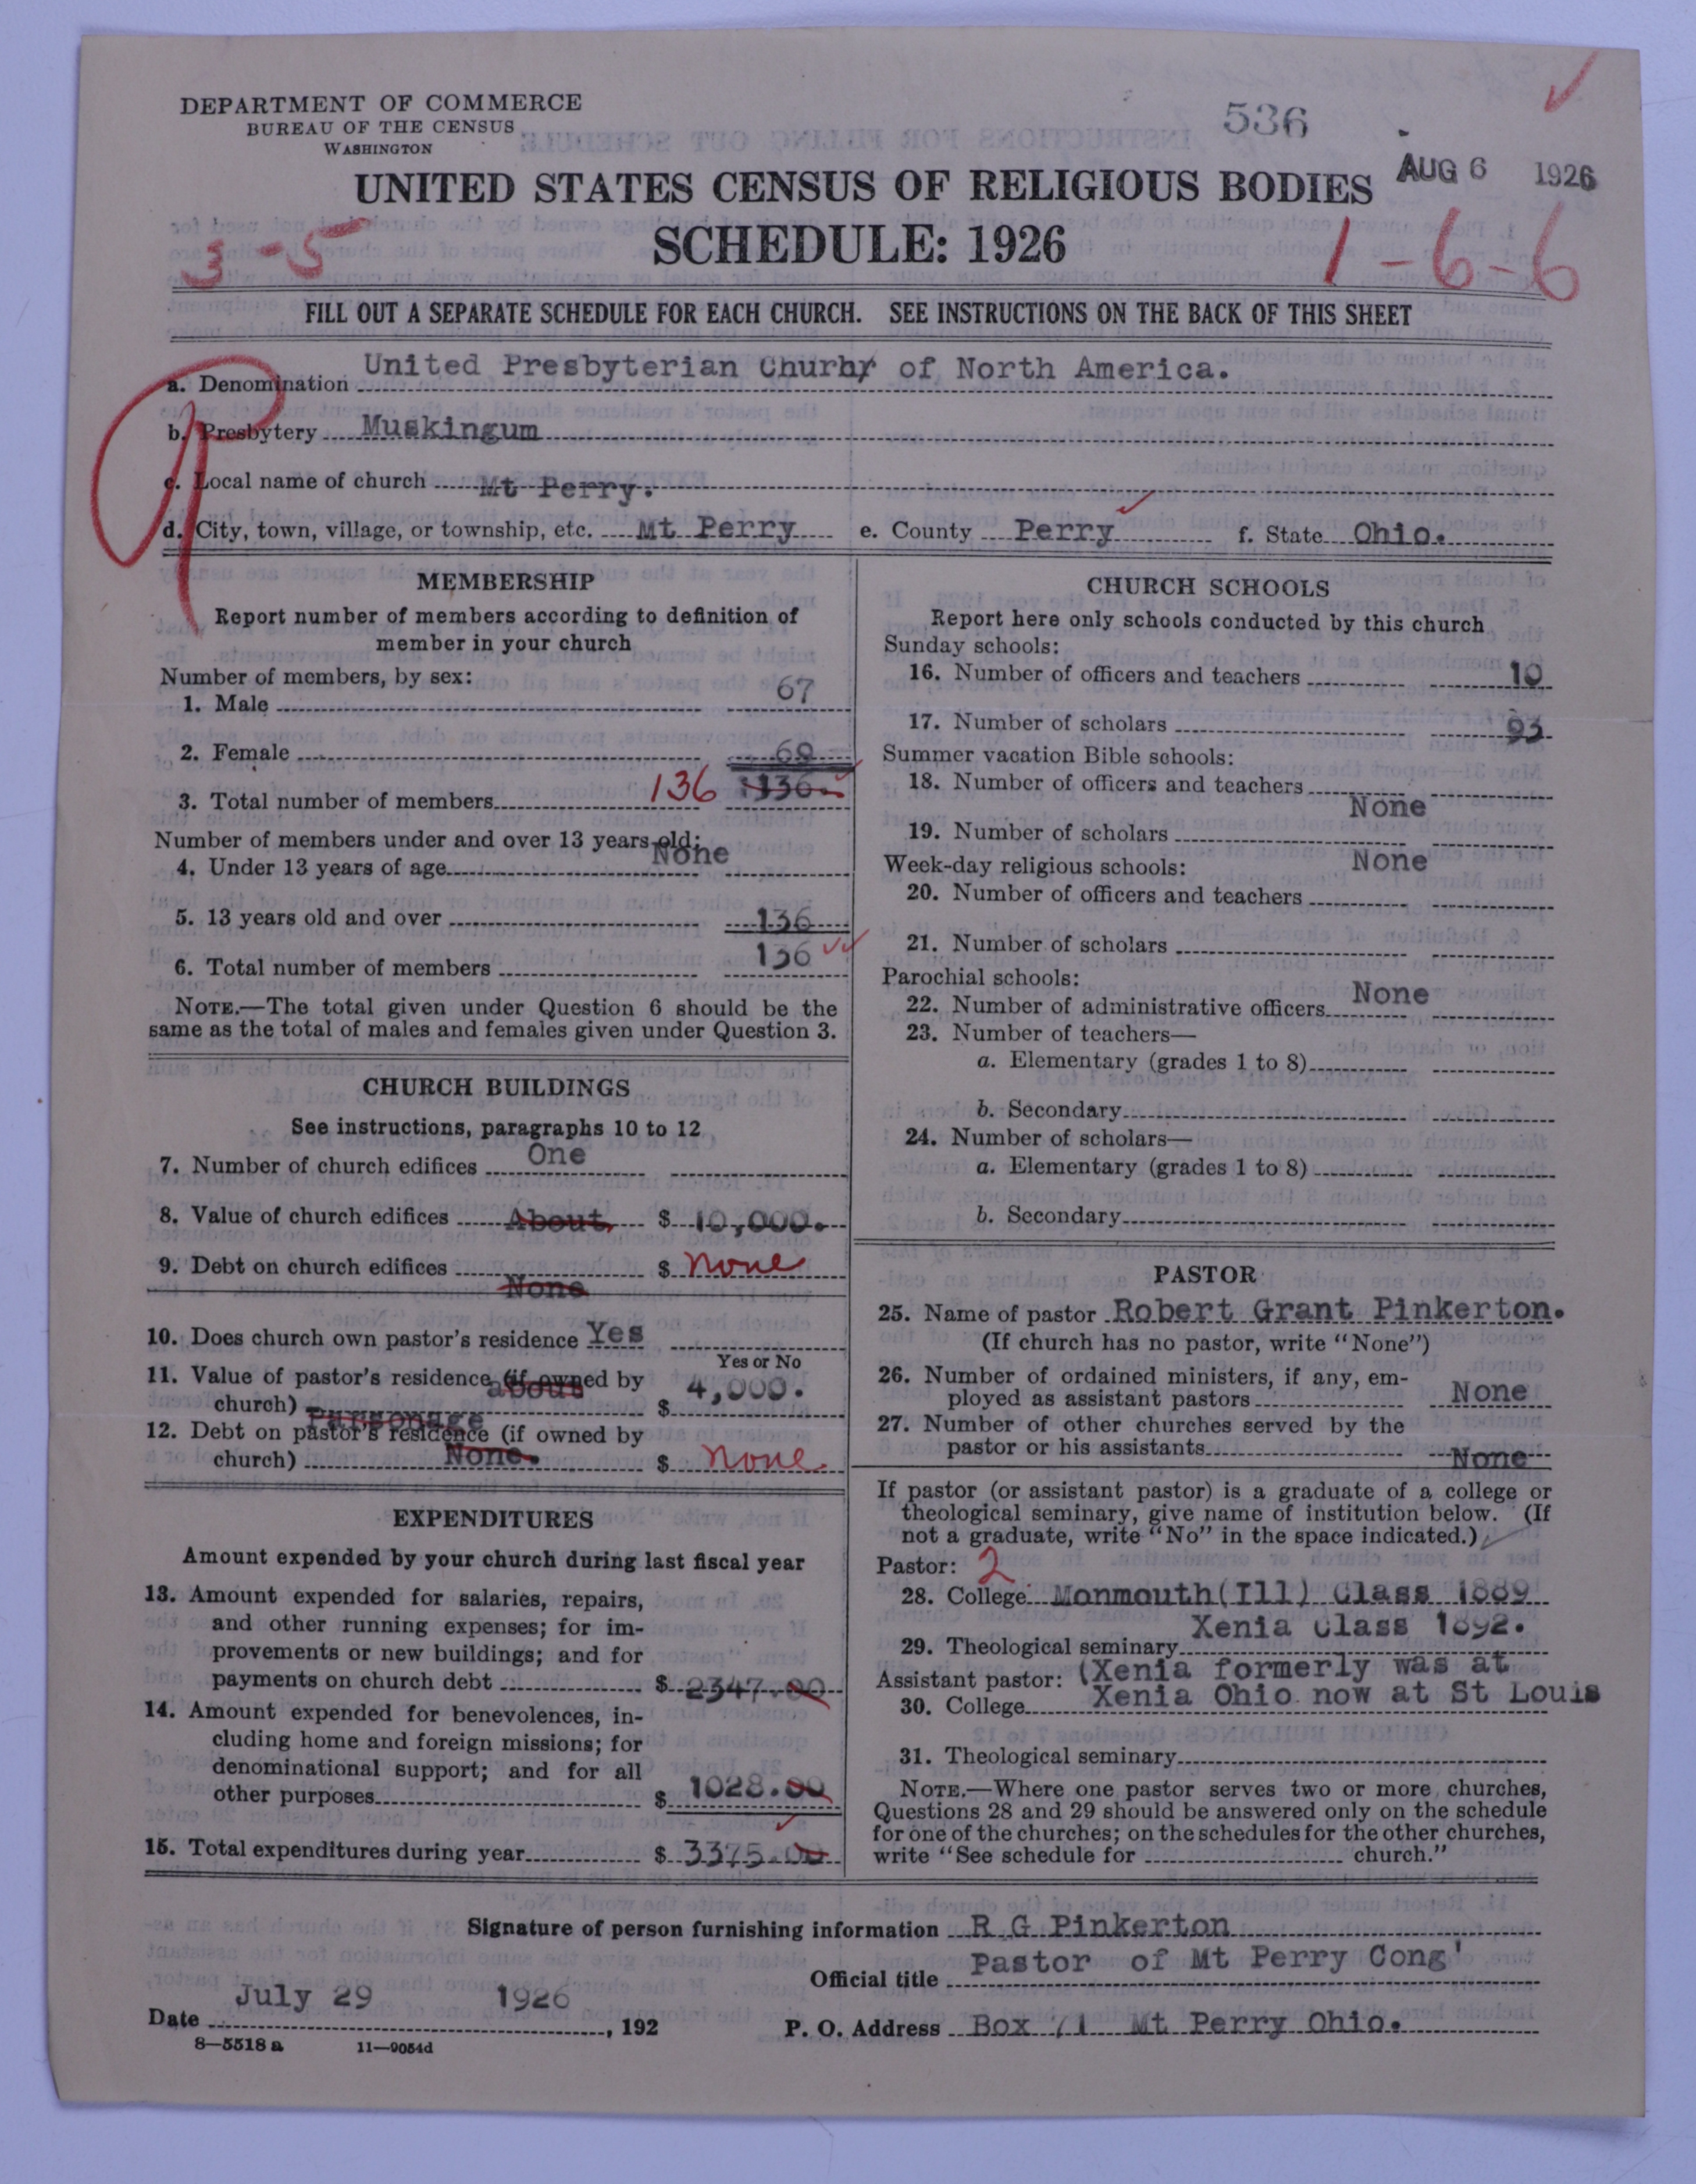 DEPARTMENT OF COMMERCE
BUREAU OF THE CENSUS
WASHINGTON
536
AUG 6 1926
UNITED STATES CENSUS OF RELIGIOUS BODIES
SCHEDULE: 1926
3-5
1-6-6
FILL OUT A SEPARATE SCHEDULE FOR EACH CHURCH. SEE INSTRUCTIONS ON THE BACK OF THIS SHEET
a. Denomination United Presbyterian Churhy of North America.
b. Presbytery Muskingum
c. Local name of church Mt Perry.
d. City, town, village, or township, etc. Mt Perry e. County Perry f. State Ohio.
MEMBERSHIP
Report number of members according to definition of
member in your church
Number of members, by sex:
1. Male 67
2. Female 69
3. Total number of members 136 136
Number of members under and over 13 years old:
4. Under 13 years of age None
5. 13 years old and over 136
6. Total number of members 136
NOTE.—The total given under Question 6 should be the
same as the total of males and females given under Question 3.
CHURCH BUILDINGS
See instructions, paragraphs 10 to 12
7. Number of church edifices One
8. Value of church edifices About $ 10,000.
9. Debt on church edifices $ none
None
10. Does church own pastor's residence Yes
Yes or No
11. Value of pastor's residence (if owned by
about
church) $ 4,000.
Parsonage
12. Debt on pastor's residence (if owned by
church) None. $ none
EXPENDITURES
Amount expended by your church during last fiscal year
13. Amount expended for salaries, repairs,
and other running expenses; for im-
provements or new buildings; and for
payments on church debt $ 2347.00
14. Amount expended for benevolences, in-
cluding home and foreign missions; for
denominational support; and for all
other purposes $ 1028.00
15. Total expenditures during year $ 3375.00
CHURCH SCHOOLS
Report here only schools conducted by this church
Sunday schools:
16. Number of officers and teachers 10
17. Number of scholars 93
Summer vacation Bible schools:
18. Number of officers and teachers
None
19. Number of scholars
Week-day religious schools: None
20. Number of officers and teachers
21. Number of scholars
Parochial schools:
22. Number of administrative officers None
23. Number of teachers—
a. Elementary (grades 1 to 8)
b. Secondary
24. Number of scholars—
a. Elementary (grades 1 to 8)
b. Secondary
PASTOR
25. Name of pastor Robert Grant Pinkerton.
(If church has no pastor, write "None")
26. Number of ordained ministers, if any, em-
ployed as assistant pastors None
27. Number of other churches served by the
pastor or his assistants None
If pastor (or assistant pastor) is a graduate of a college or
theological seminary, give name of institution below. (If
not a graduate, write "No" in the space indicated.)
Pastor: 2
28. College Monmouth(Ill) Class 1889
29. Theological seminary Xenia Class 1892.
Assistant pastor: (Xenia formerly was at
30. College Xenia Ohio now at St Louis
31. Theological seminary
NOTE.—Where one pastor serves two or more churches,
Questions 28 and 29 should be answered only on the schedule
for one of the churches; on the schedules for the other churches,
write "See schedule for church."
Signature of person furnishing information R G Pinkerton
Official title Pastor of Mt Perry Cong'
Date July 29 1926, 192
P. O. Address Box 71 Mt Perry Ohio.
8—5518 a 11—9054d